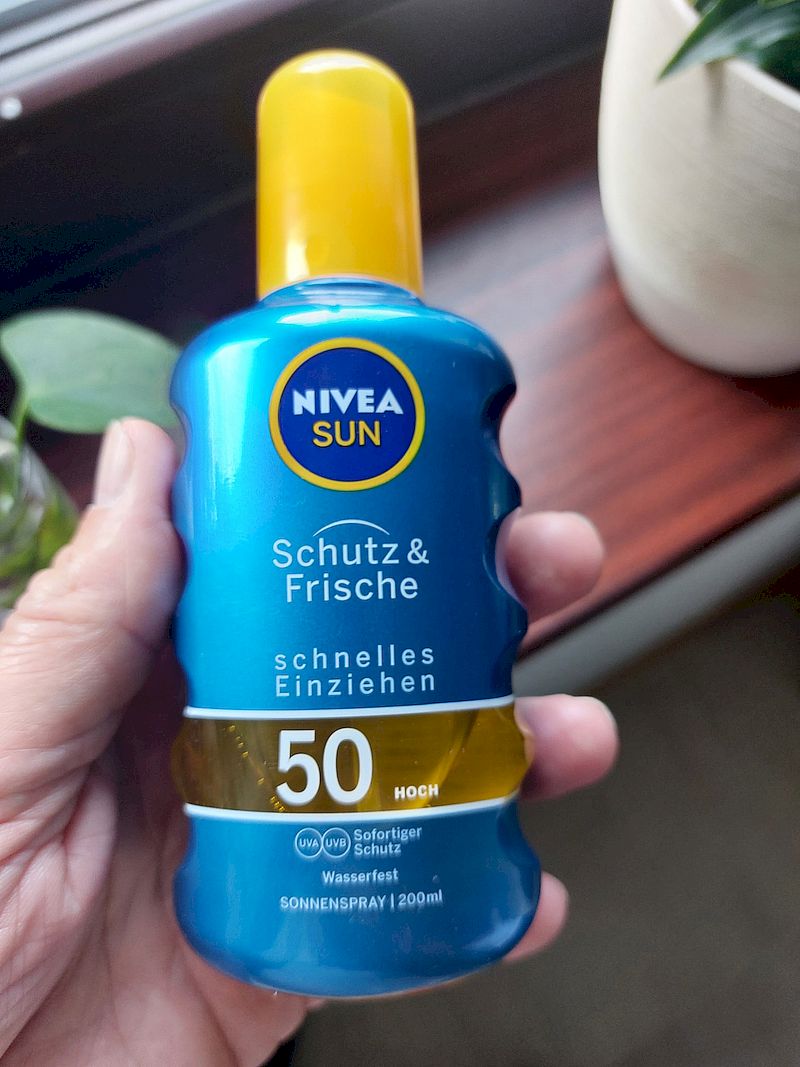 NIVEA
SUN
Schutz &
Frische
schnelles
Einziehen
50 HOCH
UVA UVB Sofortiger
Schutz
Wasserfest
SONNENSPRAY | 200ml